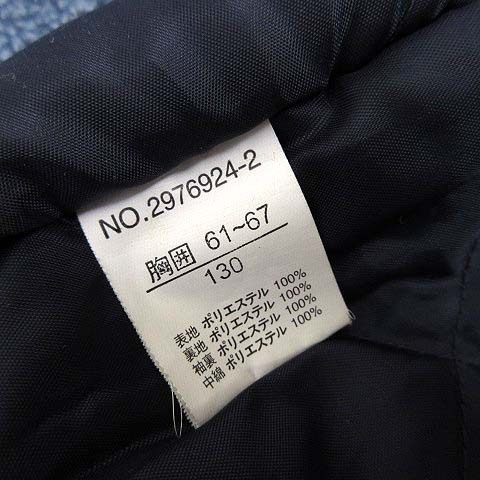 NO.2976924-2
胸囲 61~67
130
表地 ポリエステル 100%
裏地 ポリエステル 100%
袖裏 ポリエステル 100%
中綿 ポリエステル 100%